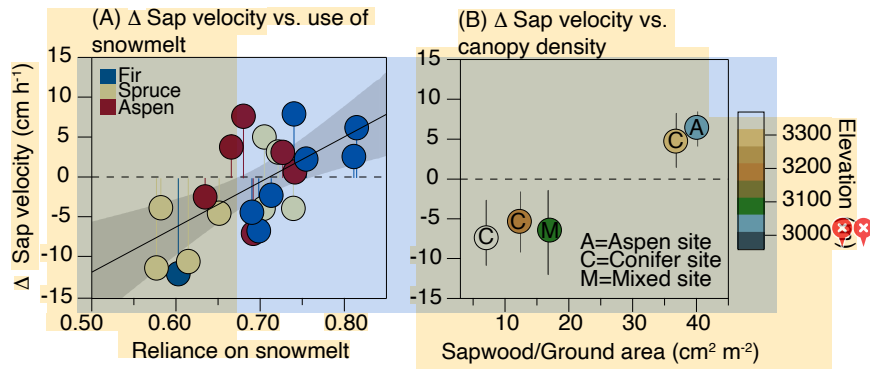 (A) Δ Sap velocity vs. use of
snowmelt
(B) Δ Sap velocity vs.
canopy density
15
10
5
0
-5
-10
-15
Δ Sap velocity (cm h⁻¹)
Fir
Spruce
Aspen
0.50
0.60
0.70
0.80
Reliance on snowmelt
15
10
5
0
-5
-10
-15
C
C
M
C
A
A=Aspen site
C=Conifer site
M=Mixed site
10
20
30
40
Sapwood/Ground area (cm² m⁻²)
3300
3200
3100
3000
Elevation